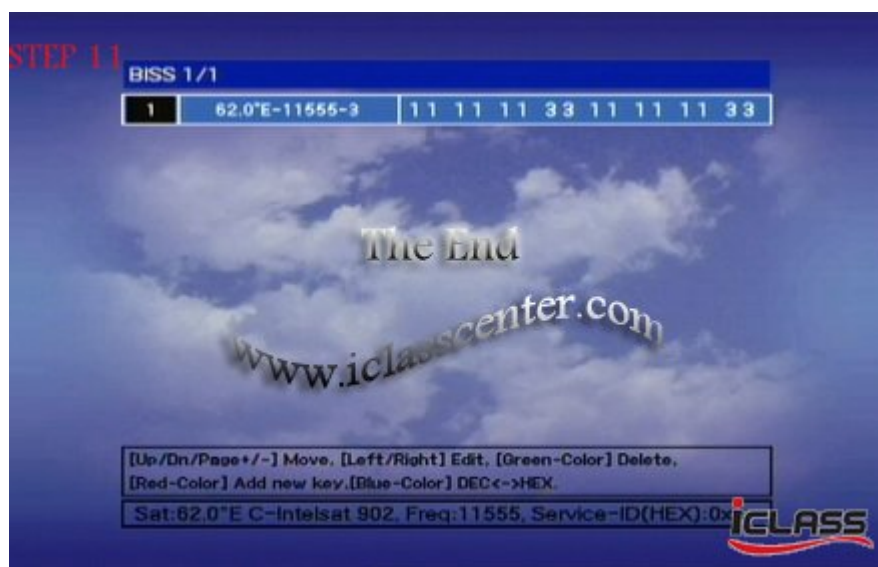 STEP 11
BISS 1/1
1 62.0°E-11555-3 11 11 11 33 11 11 11 33
The End
www.iclasscenter.com
[Up/Dn/Page+/-] Move, [Left/Right] Edit, [Green-Color] Delete,
[Red-Color] Add new key,[Blue-Color] DEC<->HEX.
Sat:62.0°E C-Intelsat 902, Freq:11555, Service-ID(HEX):0x
iCLASS